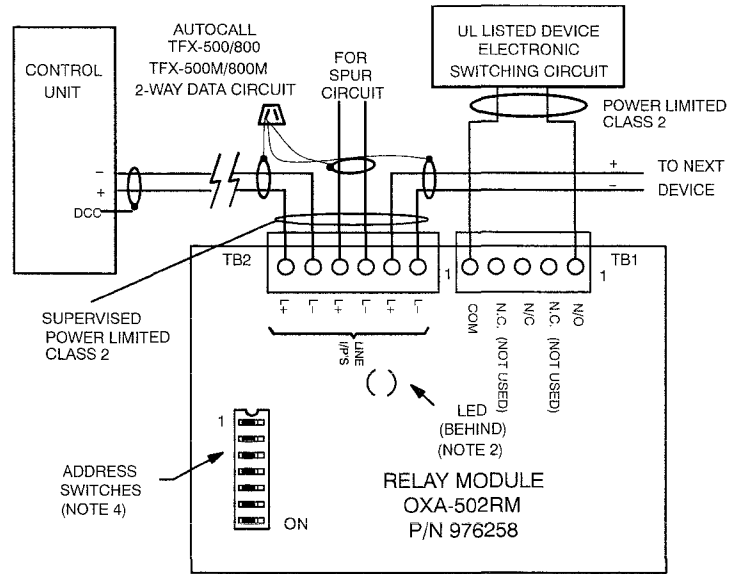 AUTOCALL
TFX-500/800
TFX-500M/800M
2-WAY DATA CIRCUIT
FOR
SPUR
CIRCUIT
UL LISTED DEVICE
ELECTRONIC
SWITCHING CIRCUIT
CONTROL
UNIT
POWER LIMITED
CLASS 2
−
+
DCC
+
−
TO NEXT
DEVICE
TB2
1
1
TB1
L+
L−
L+
L−
L+
L−
LINE
I/P'S
COM
N.C. (NOT USED)
N/C
N.C. (NOT USED)
N/O
SUPERVISED
POWER LIMITED
CLASS 2
LED
(BEHIND)
(NOTE 2)
1
ADDRESS
SWITCHES
(NOTE 4)
ON
RELAY MODULE
OXA-502RM
P/N 976258